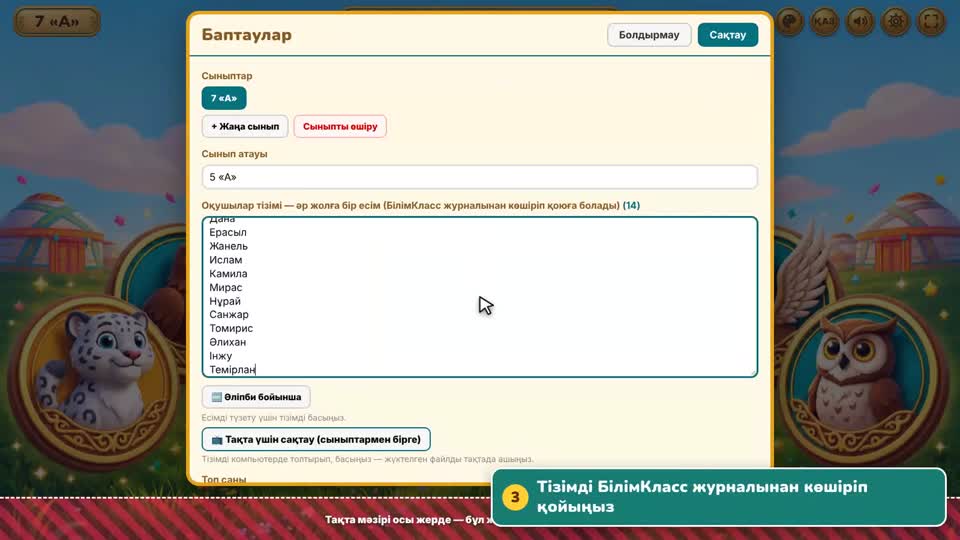 7 «А»
Баптаулар
Болдырмау
Сақтау
ҚАЗ
Сыныптар
7 «А»
+ Жаңа сынып
Сыныпты өшіру
Сынып атауы
5 «А»
Оқушылар тізімі — әр жолға бір есім (БілімКласс журналынан көшіріп қоюға болады) (14)
Дана
Ерасыл
Жанель
Ислам
Камила
Мирас
Нұрай
Санжар
Томирис
Әлихан
Інжу
Темірлан
Әліпби бойынша
Есімді түзету үшін тізімді басыңыз.
Тақта үшін сақтау (сыныптармен бірге)
Тізімді компьютерде толтырып, басыңыз — жүктелген файлды тақтада ашыңыз.
Топ саны
3
Тізімді БілімКласс журналынан көшіріп
қойыңыз
Тақта мәзірі осы жерде — бұл